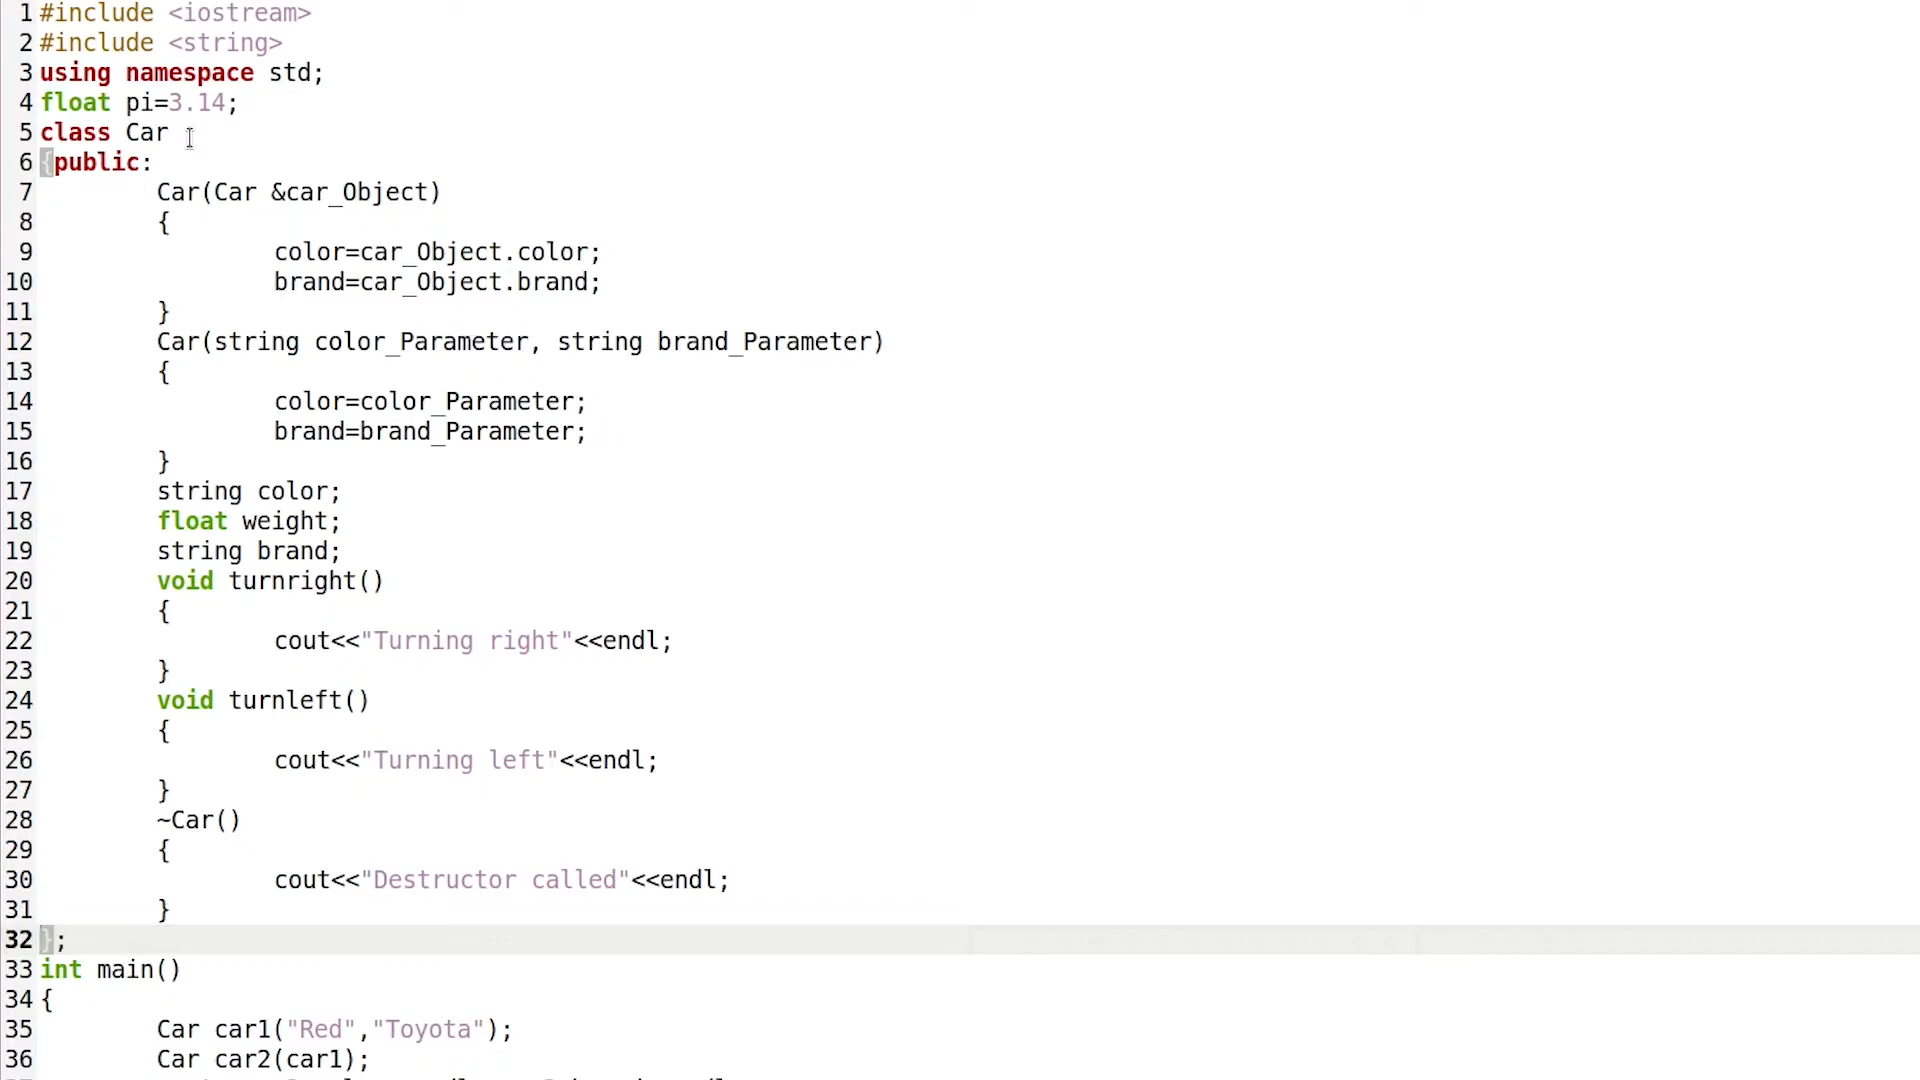 1 #include <iostream>
2 #include <string>
3 using namespace std;
4 float pi=3.14;
5 class Car
6 {public:
7 Car(Car &car_Object)
8 {
9 color=car_Object.color;
10 brand=car_Object.brand;
11 }
12 Car(string color_Parameter, string brand_Parameter)
13 {
14 color=color_Parameter;
15 brand=brand_Parameter;
16 }
17 string color;
18 float weight;
19 string brand;
20 void turnright()
21 {
22 cout<<"Turning right"<<endl;
23 }
24 void turnleft()
25 {
26 cout<<"Turning left"<<endl;
27 }
28 ~Car()
29 {
30 cout<<"Destructor called"<<endl;
31 }
32 };
33 int main()
34 {
35 Car car1("Red","Toyota");
36 Car car2(car1);